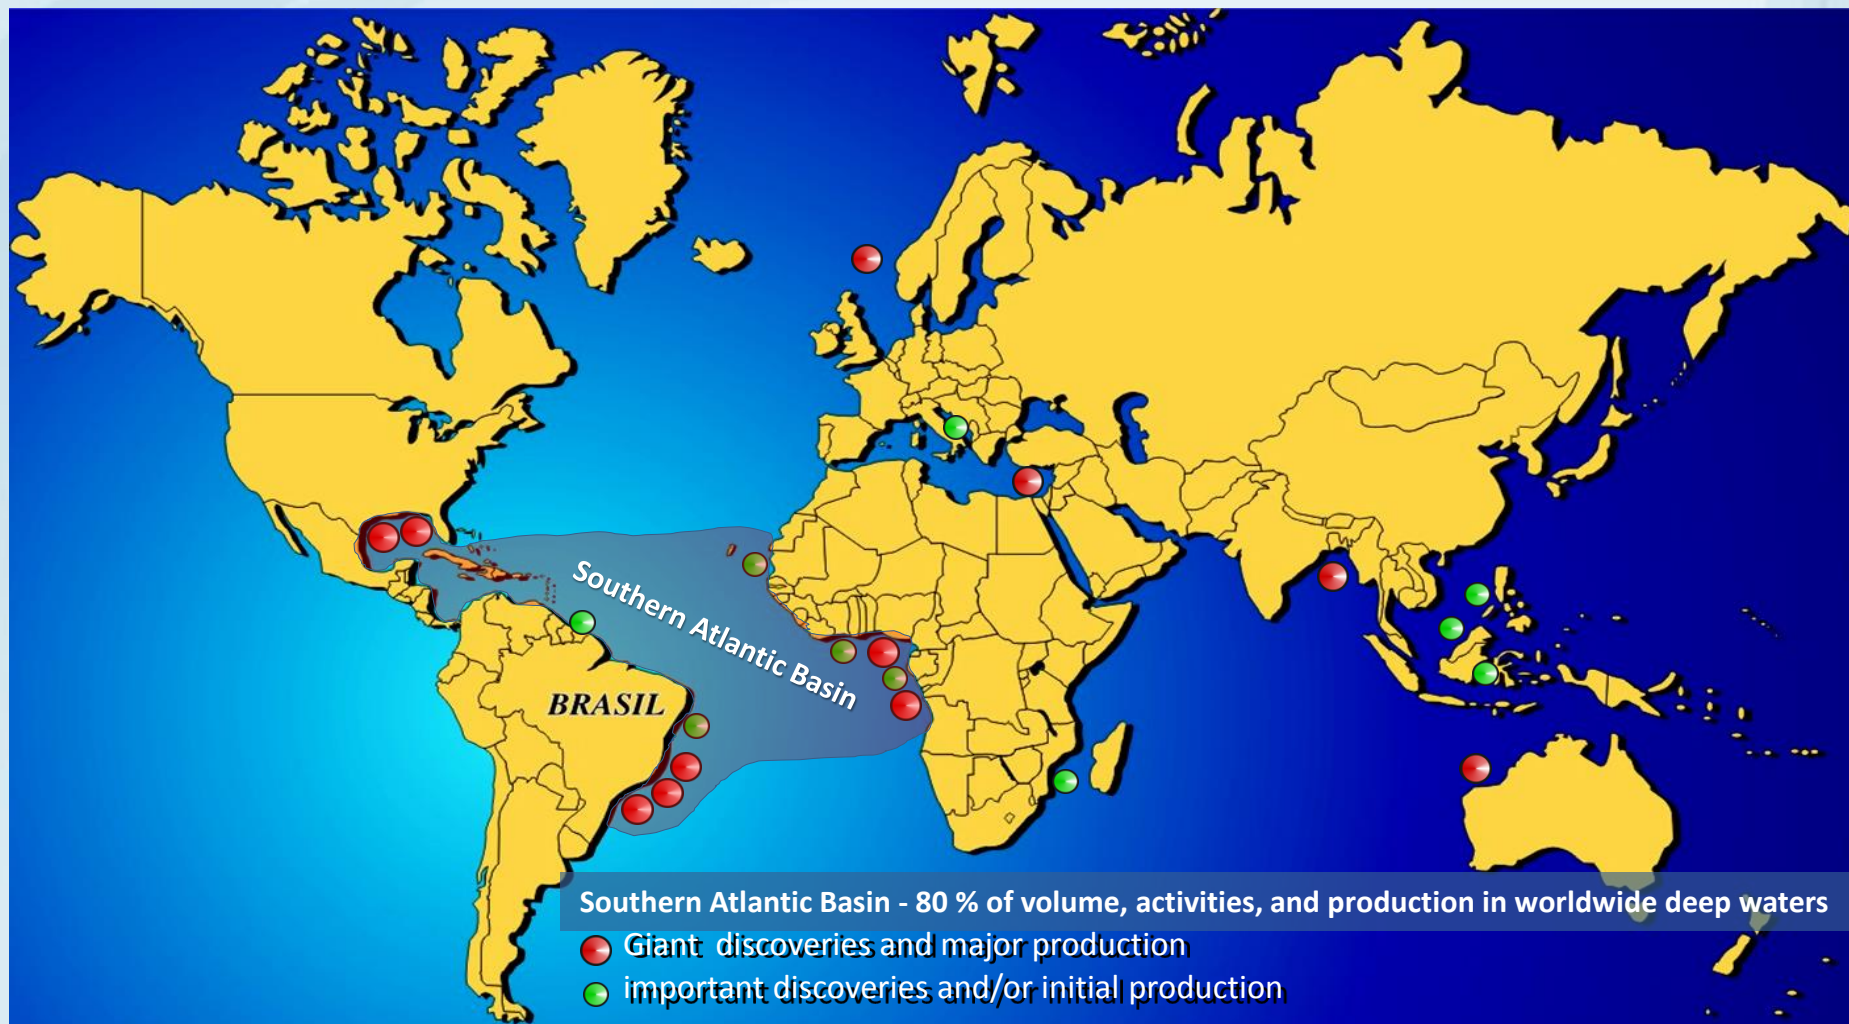 Southern Atlantic Basin
BRASIL
Southern Atlantic Basin - 80 % of volume, activities, and production in worldwide deep waters
Giant discoveries and major production
important discoveries and/or initial production